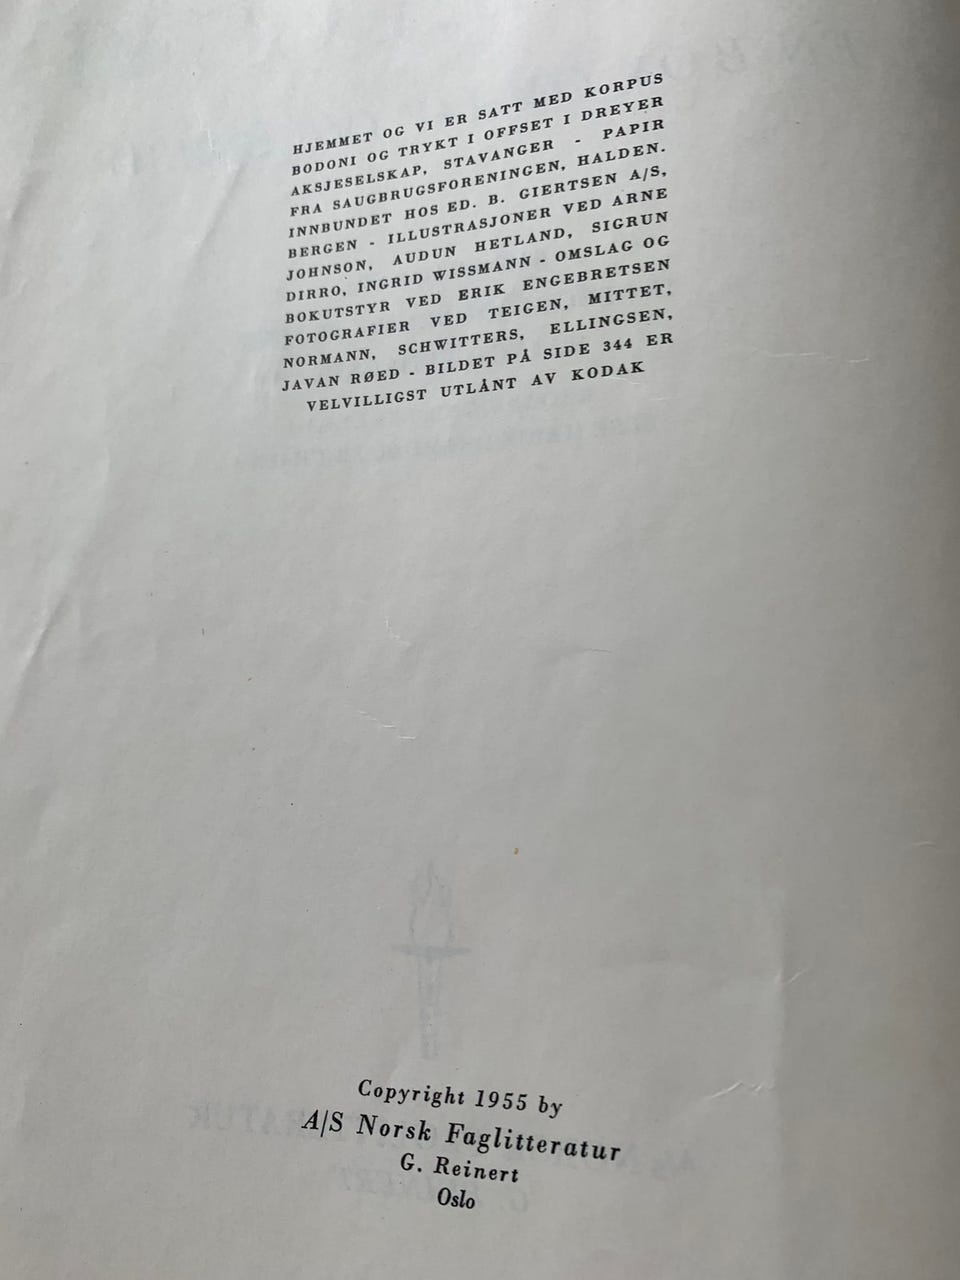 HJEMMET OG VI ER SATT MED KORPUS
BODONI OG TRYKT I OFFSET I DREYER
AKSJESELSKAP, STAVANGER - PAPIR
FRA SAUGBRUGSFORENINGEN, HALDEN.
INNBUNDET HOS ED. B. GIERTSEN A/S,
BERGEN - ILLUSTRASJONER VED ARNE
JOHNSON, AUDUN HETLAND, SIGRUN
DIRRO, INGRID WISSMANN - OMSLAG OG
BOKUTSTYR VED ERIK ENGEBRETSEN
FOTOGRAFIER VED TEIGEN, MITTET,
NORMANN, SCHWITTERS, ELLINGSEN,
JAVAN RØED - BILDET PÅ SIDE 344 ER
VELVILLIGST UTLÅNT AV KODAK
Copyright 1955 by
A/S Norsk Faglitteratur
G. Reinert
Oslo